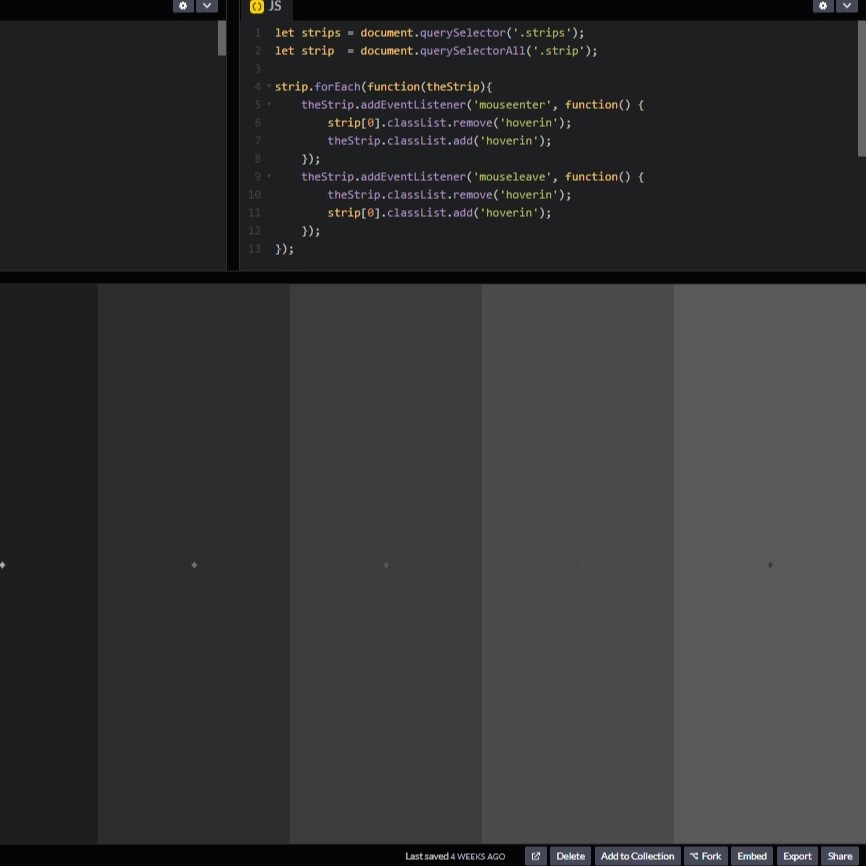 JS
1 let strips = document.querySelector('.strips');
2 let strip  = document.querySelectorAll('.strip');
3
4 strip.forEach(function(theStrip){
5     theStrip.addEventListener('mouseenter', function() {
6         strip[0].classList.remove('hoverin');
7         theStrip.classList.add('hoverin');
8     });
9     theStrip.addEventListener('mouseleave', function() {
10         theStrip.classList.remove('hoverin');
11         strip[0].classList.add('hoverin');
12     });
13 });
Last saved 4 WEEKS AGO Delete Add to Collection Fork Embed Export Share